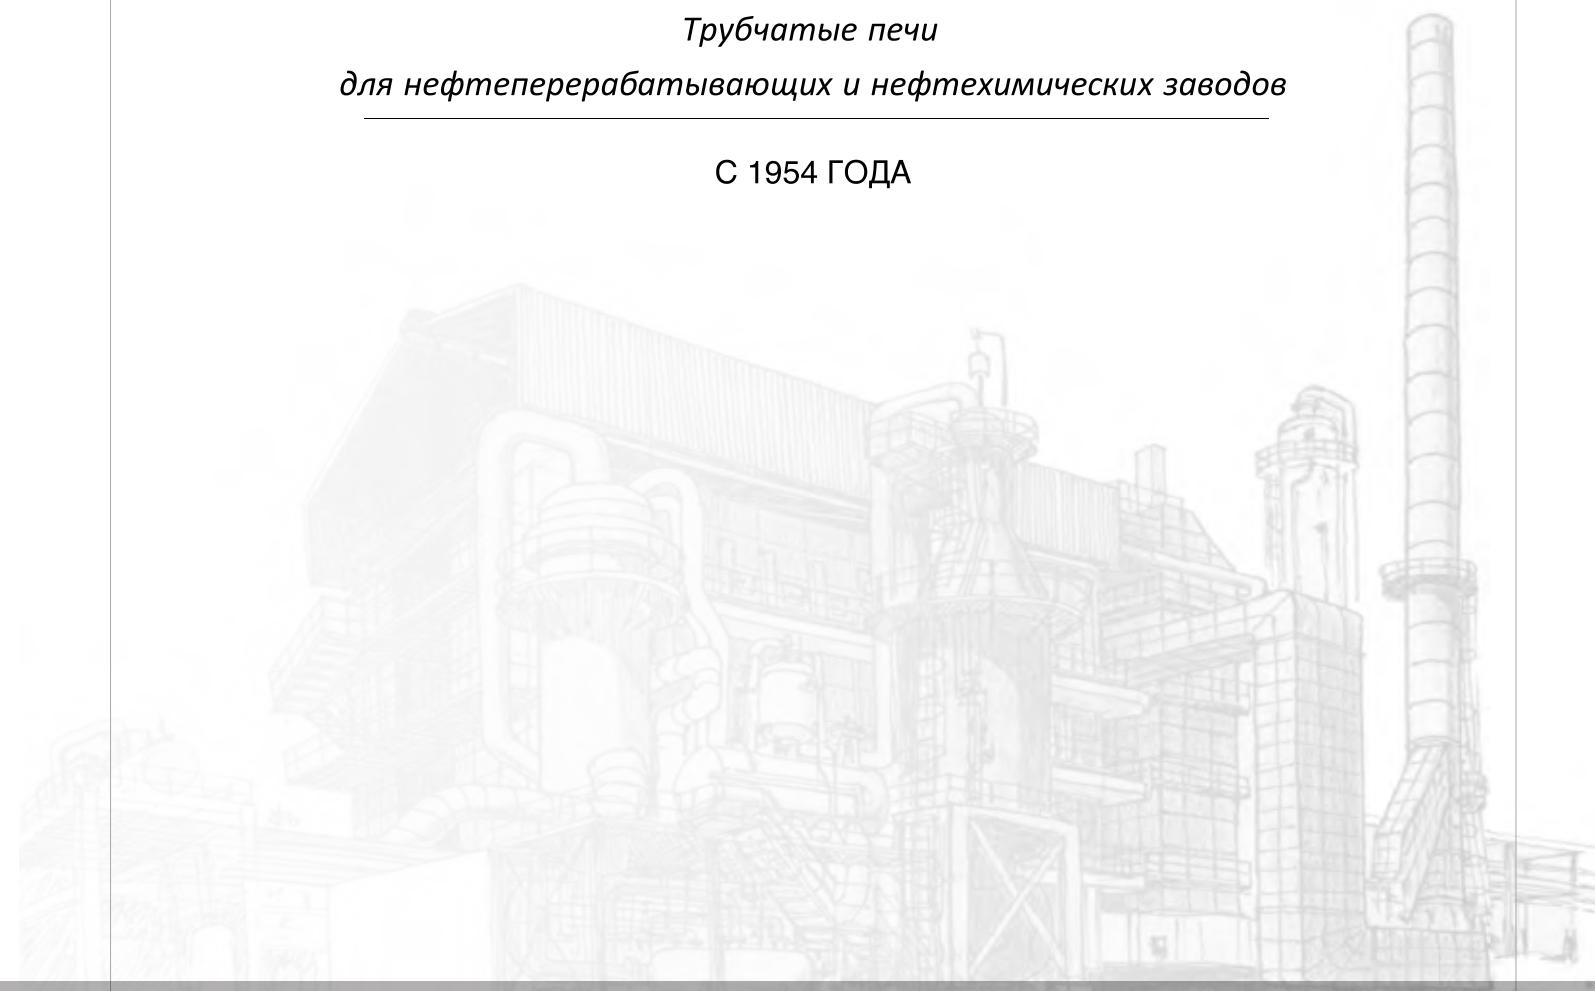 Трубчатые печи
для нефтеперерабатывающих и нефтехимических заводов
С 1954 ГОДА